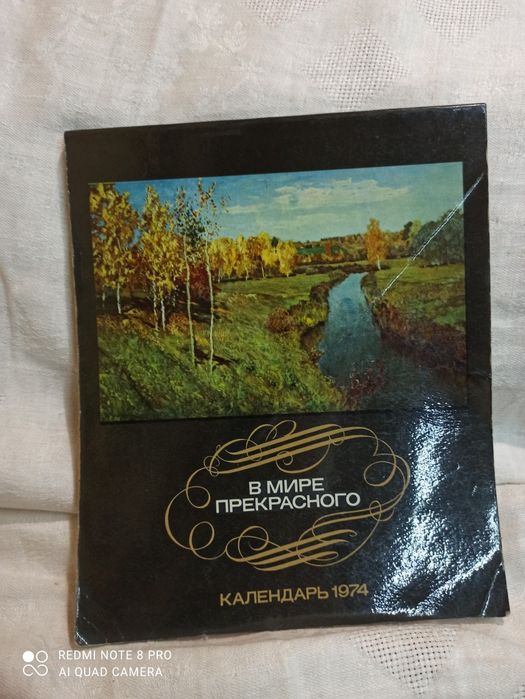 В МИРЕ
ПРЕКРАСНОГО
КАЛЕНДАРЬ 1974
REDMI NOTE 8 PRO
AI QUAD CAMERA